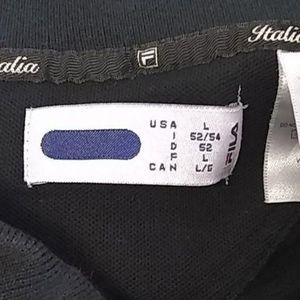 Italia
F
Italia
USA L
I 52/54
D 52
F L
CAN L/G
FILA